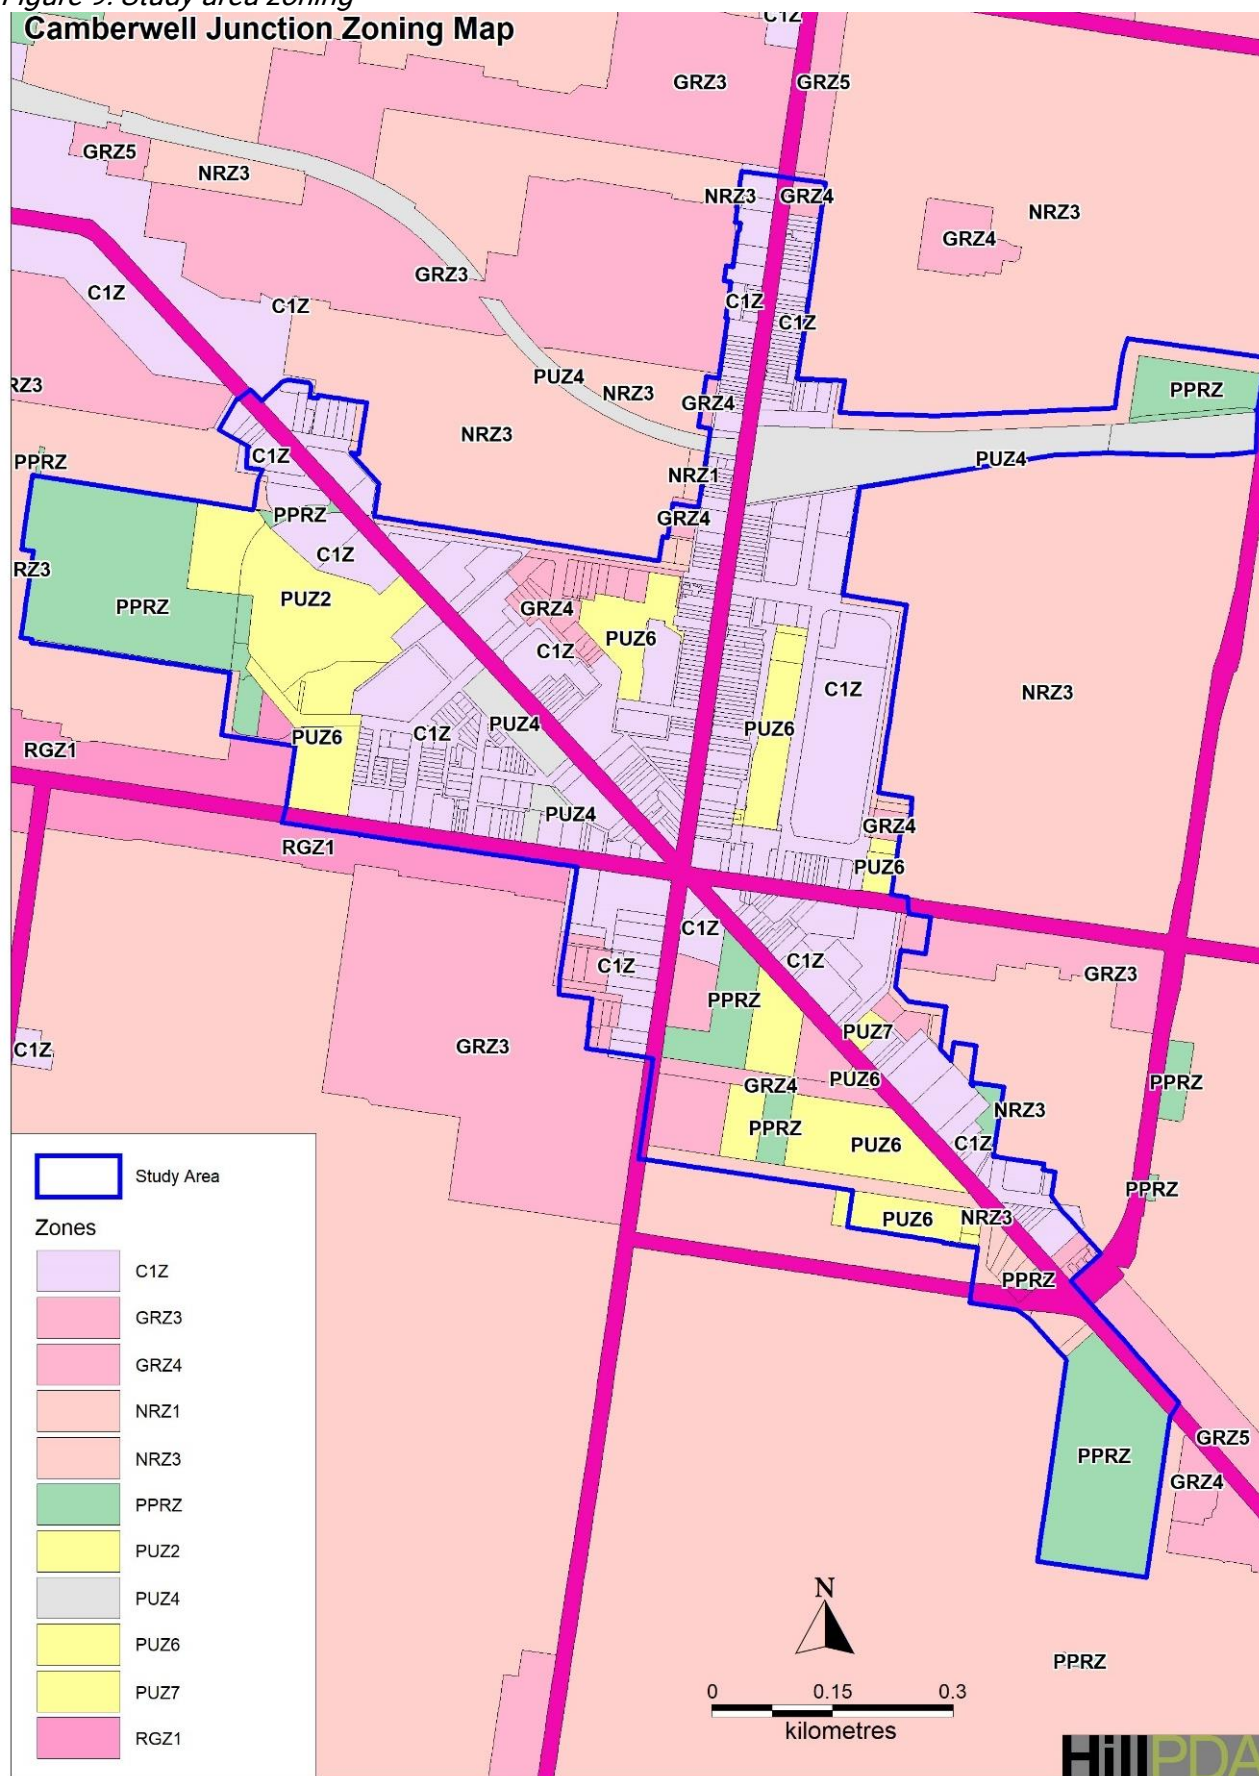 Figure 9: Study area zoning
Camberwell Junction Zoning Map
C1Z
GRZ3
GRZ5
GRZ5
NRZ3
NRZ3
GRZ4
NRZ3
GRZ4
GRZ3
C1Z
C1Z
C1Z
C1Z
PUZ4
NRZ3
GRZ4
PPRZ
RZ3
NRZ3
C1Z
PPRZ
NRZ1
PUZ4
PPRZ
GRZ4
C1Z
RZ3
PPRZ
PUZ2
GRZ4
PUZ6
C1Z
C1Z
NRZ3
PUZ4
PUZ6
C1Z
PUZ6
RGZ1
PUZ4
GRZ4
RGZ1
PUZ6
C1Z
C1Z
C1Z
GRZ3
PPRZ
PUZ7
GRZ3
C1Z
PUZ6
GRZ4
PPRZ
NRZ3
PPRZ
PUZ6
C1Z
PPRZ
PUZ6
NRZ3
PPRZ
GRZ5
PPRZ
GRZ4
PPRZ
Study Area
Zones
C1Z
GRZ3
GRZ4
NRZ1
NRZ3
PPRZ
PUZ2
PUZ4
PUZ6
PUZ7
RGZ1
N
0 0.15 0.3
kilometres
HillPDA